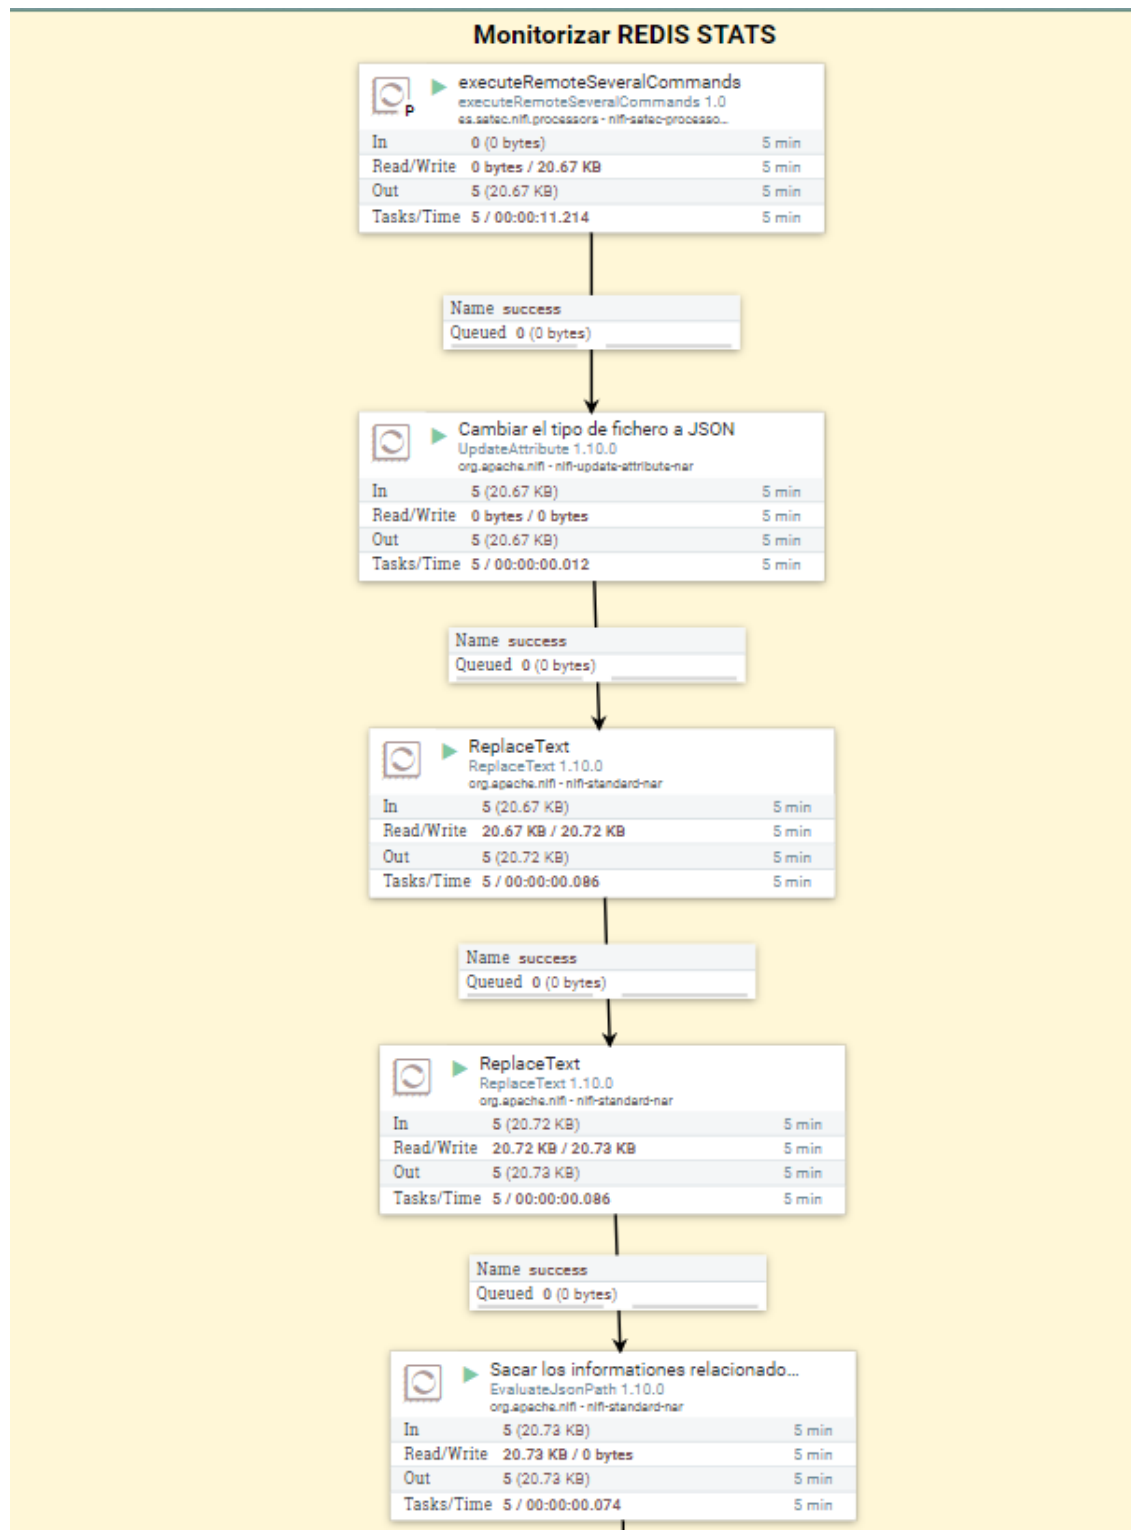 Monitorizar REDIS STATS
executeRemoteSeveralCommands
executeRemoteSeveralCommands 1.0
es.satec.nifi.processors - nifi-satec-processo...
P
In 0 (0 bytes) 5 min
Read/Write 0 bytes / 20.67 KB 5 min
Out 5 (20.67 KB) 5 min
Tasks/Time 5 / 00:00:11.214 5 min
Name success
Queued 0 (0 bytes)
Cambiar el tipo de fichero a JSON
UpdateAttribute 1.10.0
org.apache.nifi - nifi-update-attribute-nar
In 5 (20.67 KB) 5 min
Read/Write 0 bytes / 0 bytes 5 min
Out 5 (20.67 KB) 5 min
Tasks/Time 5 / 00:00:00.012 5 min
Name success
Queued 0 (0 bytes)
ReplaceText
ReplaceText 1.10.0
org.apache.nifi - nifi-standard-nar
In 5 (20.67 KB) 5 min
Read/Write 20.67 KB / 20.72 KB 5 min
Out 5 (20.72 KB) 5 min
Tasks/Time 5 / 00:00:00.086 5 min
Name success
Queued 0 (0 bytes)
ReplaceText
ReplaceText 1.10.0
org.apache.nifi - nifi-standard-nar
In 5 (20.72 KB) 5 min
Read/Write 20.72 KB / 20.73 KB 5 min
Out 5 (20.73 KB) 5 min
Tasks/Time 5 / 00:00:00.086 5 min
Name success
Queued 0 (0 bytes)
Sacar los informationes relacionado...
EvaluateJsonPath 1.10.0
org.apache.nifi - nifi-standard-nar
In 5 (20.73 KB) 5 min
Read/Write 20.73 KB / 0 bytes 5 min
Out 5 (20.73 KB) 5 min
Tasks/Time 5 / 00:00:00.074 5 min